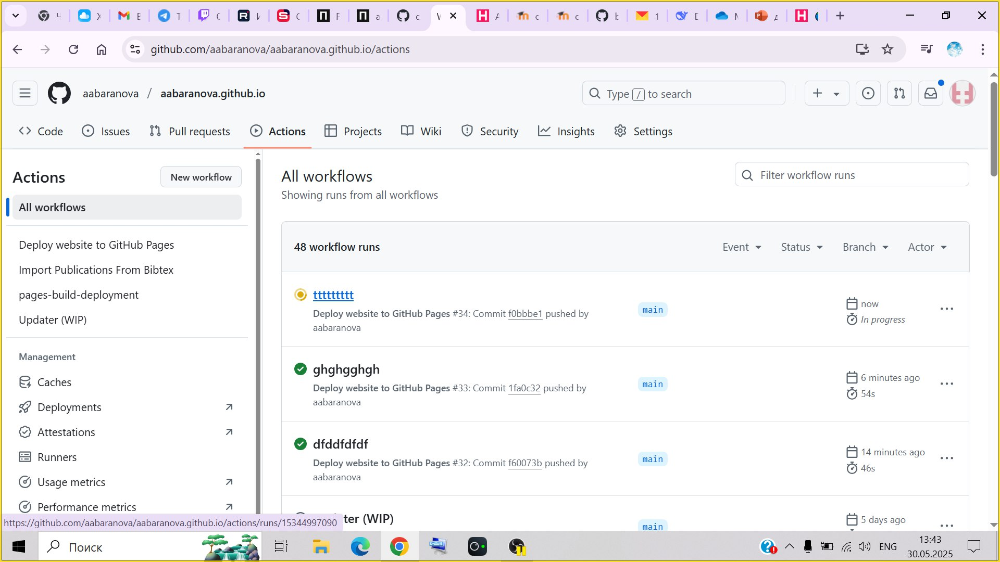 github.com/aabaranova/aabaranova.github.io/actions
aabaranova / aabaranova.github.io
Type / to search
Code
Issues
Pull requests
Actions
Projects
Wiki
Security
Insights
Settings
Actions
New workflow
All workflows
Deploy website to GitHub Pages
Import Publications From Bibtex
pages-build-deployment
Updater (WIP)
Management
Caches
Deployments
Attestations
Runners
Usage metrics
Performance metrics
All workflows
Showing runs from all workflows
Filter workflow runs
48 workflow runs
Event
Status
Branch
Actor
ttttttttt
Deploy website to GitHub Pages #34: Commit f0bbbe1 pushed by
aabaranova
main
now
In progress
ghghgghgh
Deploy website to GitHub Pages #33: Commit 1fa0c32 pushed by
aabaranova
main
6 minutes ago
54s
dfddfdfdf
Deploy website to GitHub Pages #32: Commit f60073b pushed by
aabaranova
main
14 minutes ago
46s
ter (WIP)
main
5 days ago
https://github.com/aabaranova/aabaranova.github.io/actions/runs/15344997090
Поиск
ENG
13:43
30.05.2025